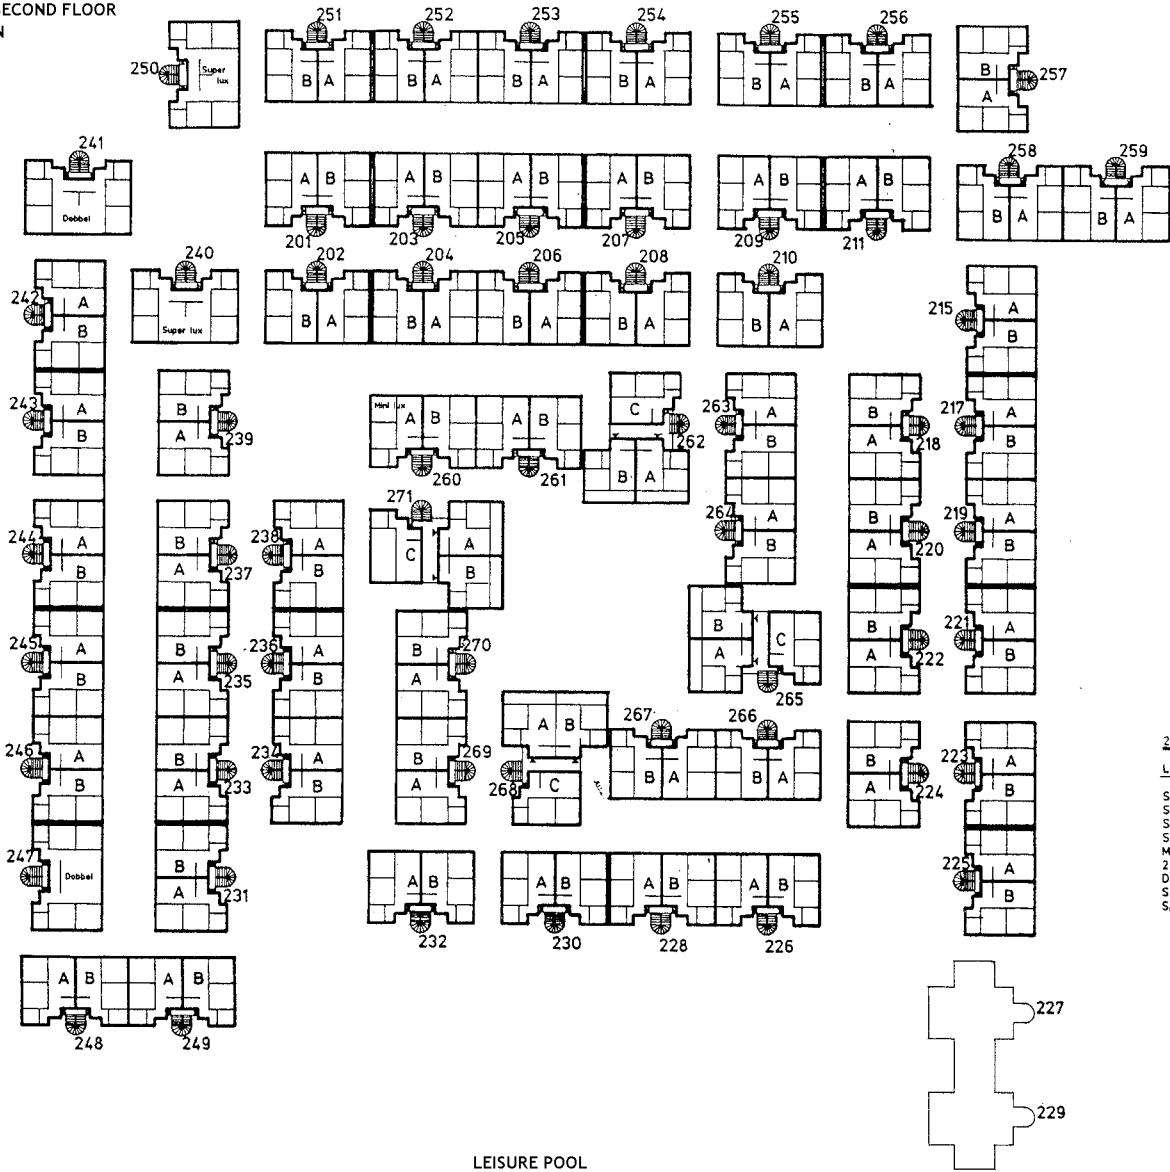 SECOND FLOOR
N
251 252 253 254 255 256
250 Super
lux
B A B A B A B A B A B A
B 257
A
241
Dobbel
A B A B A B A B A B A B
258 259
B A B A
201 203 205 207 209 211
240 202 204 206 208 210
242 A
B
Super lux
B A B A B A B A B A
215 A
B
243 A
B
B
A 239
Mini lux A B A B
C
262
263 A
B
B
A 218
217 A
B
260 261
B A
271
C
A
B
264 A
B
B
A 220
219 A
B
244 A
B
B
A 237
238 A
B
245 A
B
B
A 235
236 A
B
B 270
A
B
A
C
265
B
A 222
221 A
B
246 A
B
B
A 233
234 A
B
B 269
A
A B
268 C
267 266
B A B A
B
A 224
223 A
B
247 Dobbel
B
A 231
A B A B A B A B
225 A
B
232 230 228 226
A B A B
248 249
227
229
LEISURE POOL
2
L
S
S
S
S
M
2
D
S
S